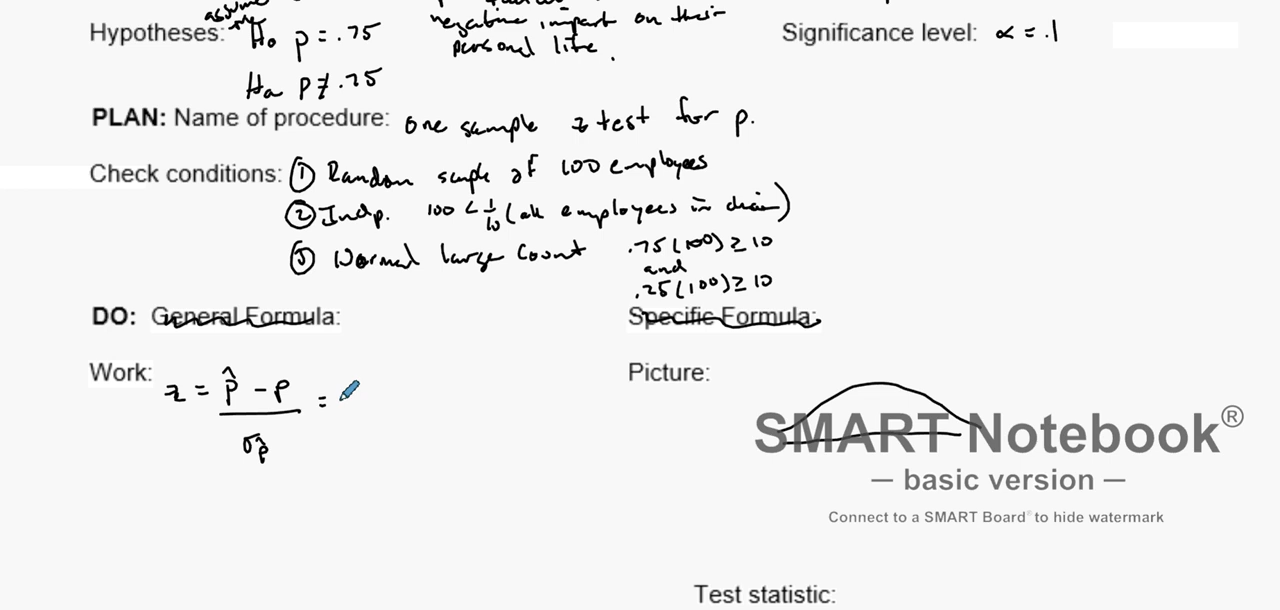 assume
Hypotheses: Ho p = .75 negative impact on their Significance level: α = .1
personal life.
Ha p ≠ .75
PLAN: Name of procedure: One sample z test for p.
Check conditions: ① Random sample of 100 employees
② Indp. 100 < 1/10 (all employees in chain)
③ Normal large count .75(100) ≥ 10
and
.25(100) ≥ 10
DO: General Formula: Specific Formula:
Work: z = p̂ - p / σp̂ = Picture:
SMART Notebook®
— basic version —
Connect to a SMART Board® to hide watermark
Test statistic: